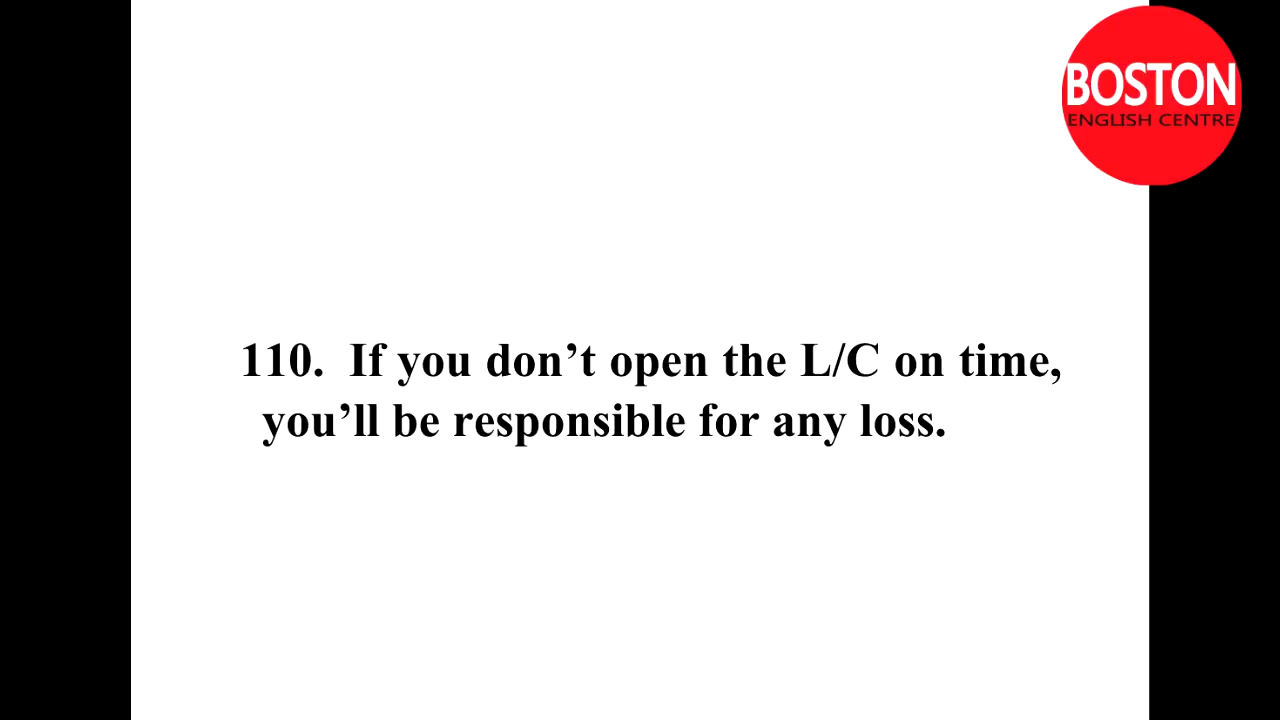 BOSTON
ENGLISH CENTRE
110. If you don’t open the L/C on time,
you’ll be responsible for any loss.